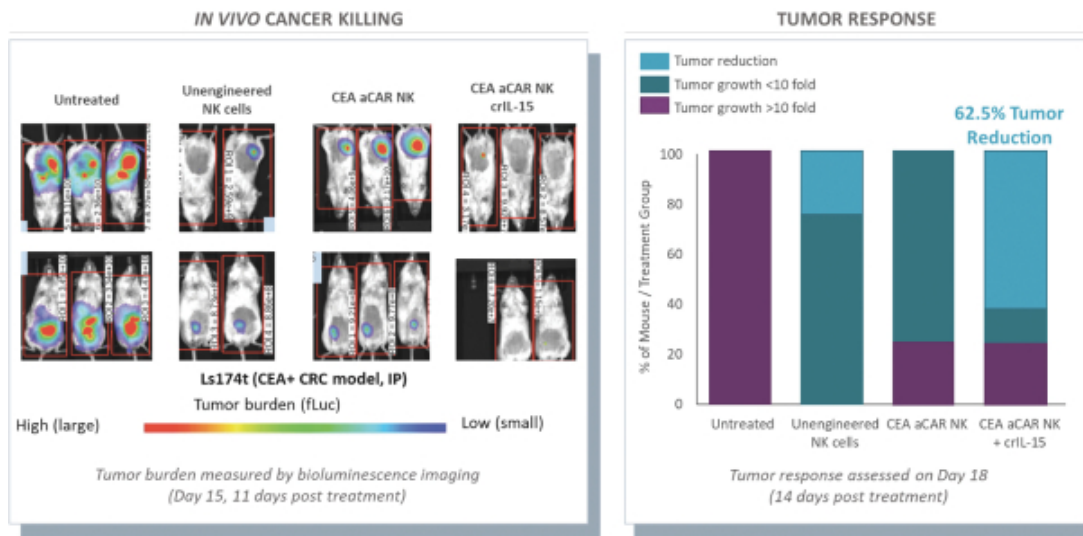 IN VIVO CANCER KILLING
Untreated
Unengineered
NK cells
CEA aCAR NK
CEA aCAR NK
crIL-15
Ls174t (CEA+ CRC model, IP)
Tumor burden (fLuc)
High (large)
Low (small)
Tumor burden measured by bioluminescence imaging
(Day 15, 11 days post treatment)
TUMOR RESPONSE
Tumor reduction
Tumor growth <10 fold
Tumor growth >10 fold
62.5% Tumor
Reduction
% of Mouse / Treatment Group
100
80
60
40
20
0
Untreated
Unengineered
NK cells
CEA aCAR NK
CEA aCAR NK
+ crIL-15
Tumor response assessed on Day 18
(14 days post treatment)